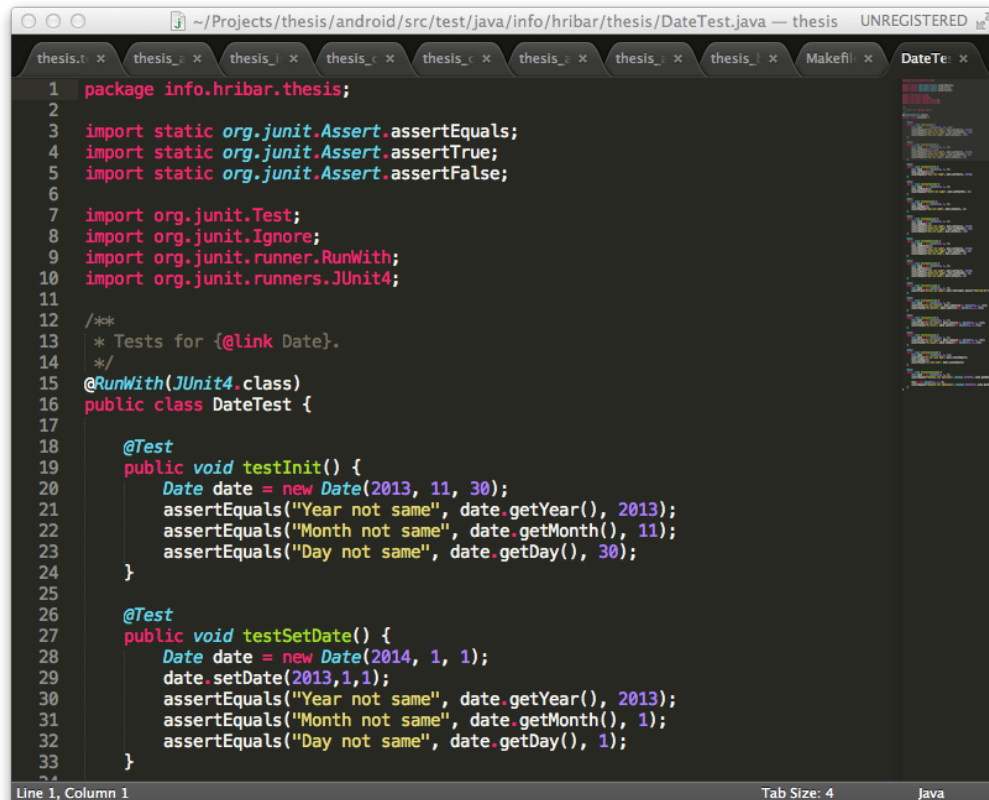 ~/Projects/thesis/android/src/test/java/info/hribar/thesis/DateTest.java — thesis UNREGISTERED
thesis.t × thesis_a × thesis_ × thesis_c × thesis_c × thesis_a × thesis_a × thesis_ × Makefil × DateTe ×
1 package info.hribar.thesis;
2
3 import static org.junit.Assert.assertEquals;
4 import static org.junit.Assert.assertTrue;
5 import static org.junit.Assert.assertFalse;
6
7 import org.junit.Test;
8 import org.junit.Ignore;
9 import org.junit.runner.RunWith;
10 import org.junit.runners.JUnit4;
11
12 /**
13  * Tests for {@link Date}.
14  */
15 @RunWith(JUnit4.class)
16 public class DateTest {
17
18     @Test
19     public void testInit() {
20         Date date = new Date(2013, 11, 30);
21         assertEquals("Year not same", date.getYear(), 2013);
22         assertEquals("Month not same", date.getMonth(), 11);
23         assertEquals("Day not same", date.getDay(), 30);
24     }
25
26     @Test
27     public void testSetDate() {
28         Date date = new Date(2014, 1, 1);
29         date.setDate(2013,1,1);
30         assertEquals("Year not same", date.getYear(), 2013);
31         assertEquals("Month not same", date.getMonth(), 1);
32         assertEquals("Day not same", date.getDay(), 1);
33     }
Line 1, Column 1 Tab Size: 4 Java